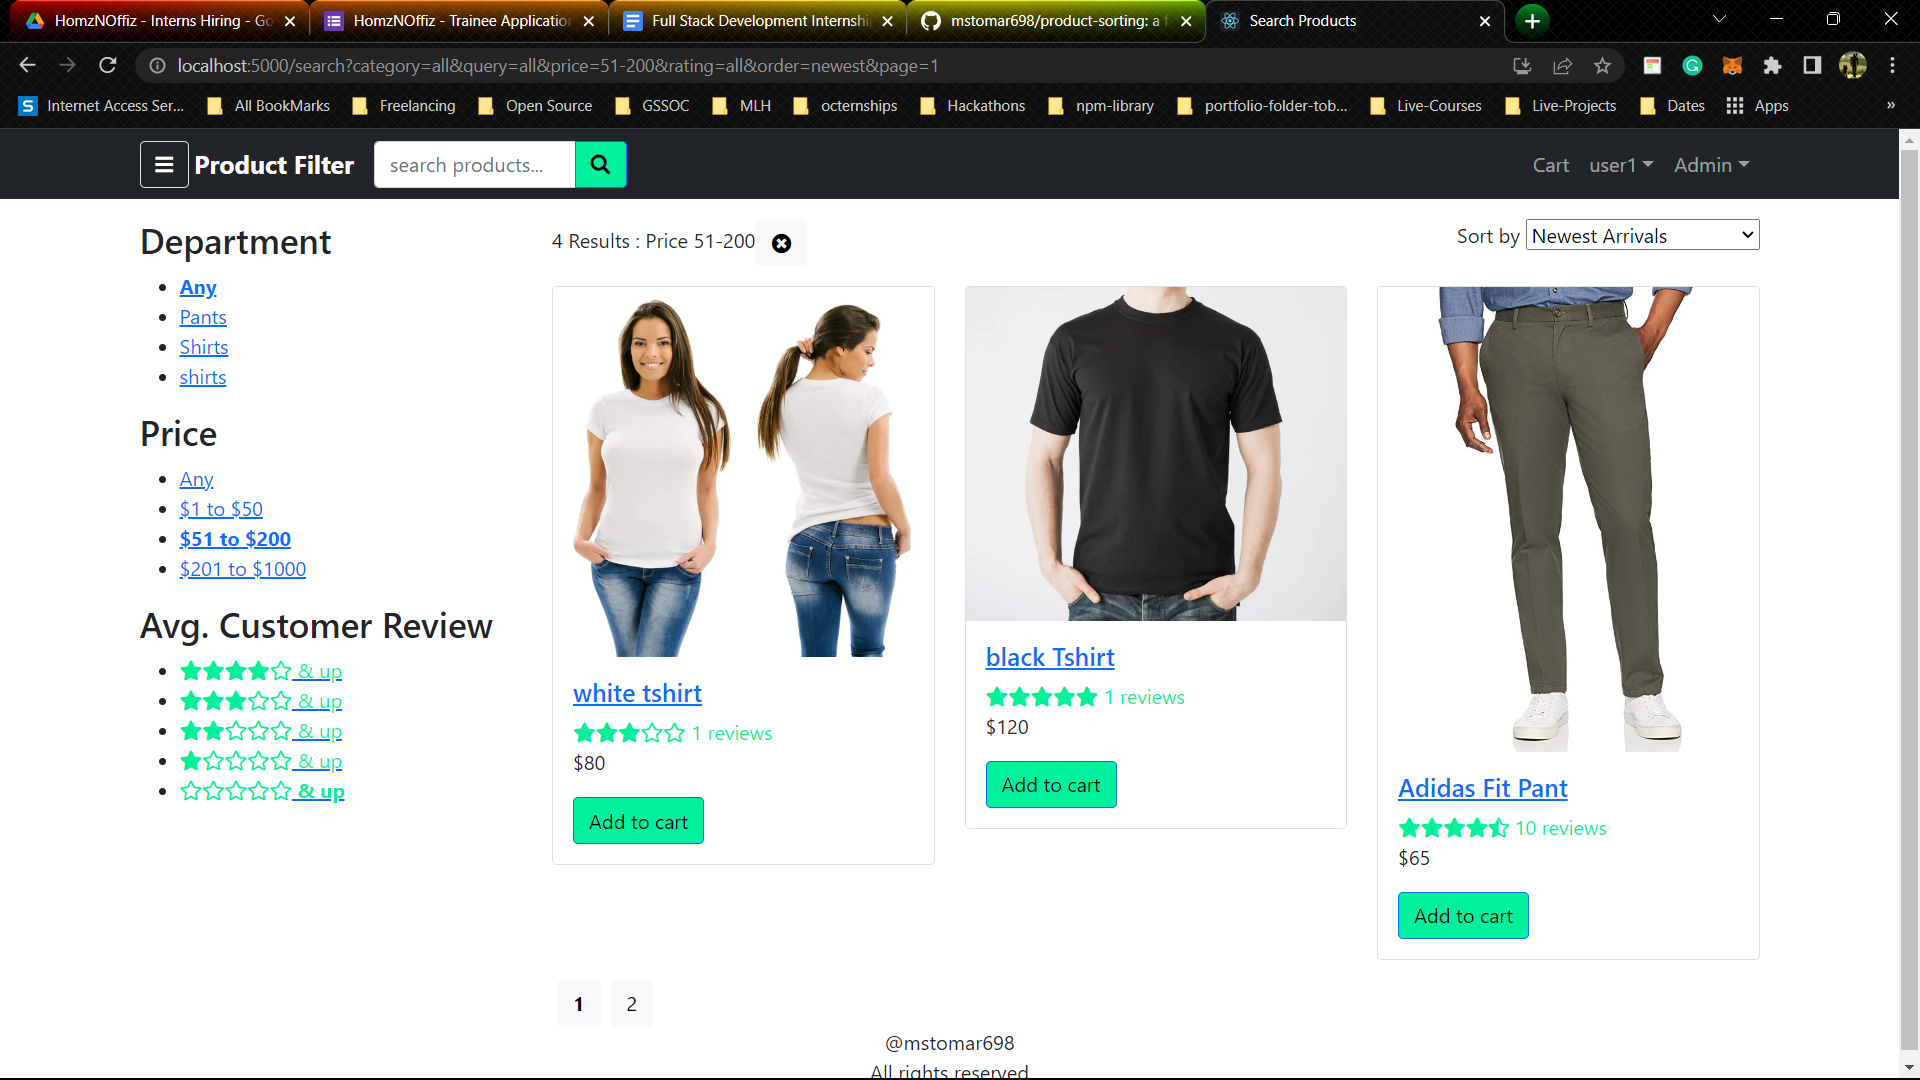 HomzNOffiz - Interns Hiring - Go
HomzNOffiz - Trainee Application
Full Stack Development Internshi
mstomar698/product-sorting: a f
Search Products
localhost:5000/search?category=all&query=all&price=51-200&rating=all&order=newest&page=1
S Internet Access Ser... All BookMarks Freelancing Open Source GSSOC MLH octernships Hackathons npm-library portfolio-folder-tob... Live-Courses Live-Projects Dates Apps »
Product Filter search products... Cart user1 Admin
Department
Any
Pants
Shirts
shirts
Price
Any
$1 to $50
$51 to $200
$201 to $1000
Avg. Customer Review
& up
& up
& up
& up
& up
4 Results : Price 51-200
Sort by Newest Arrivals
white tshirt
1 reviews
$80
Add to cart
black Tshirt
1 reviews
$120
Add to cart
Adidas Fit Pant
10 reviews
$65
Add to cart
1 2
@mstomar698
All rights reserved